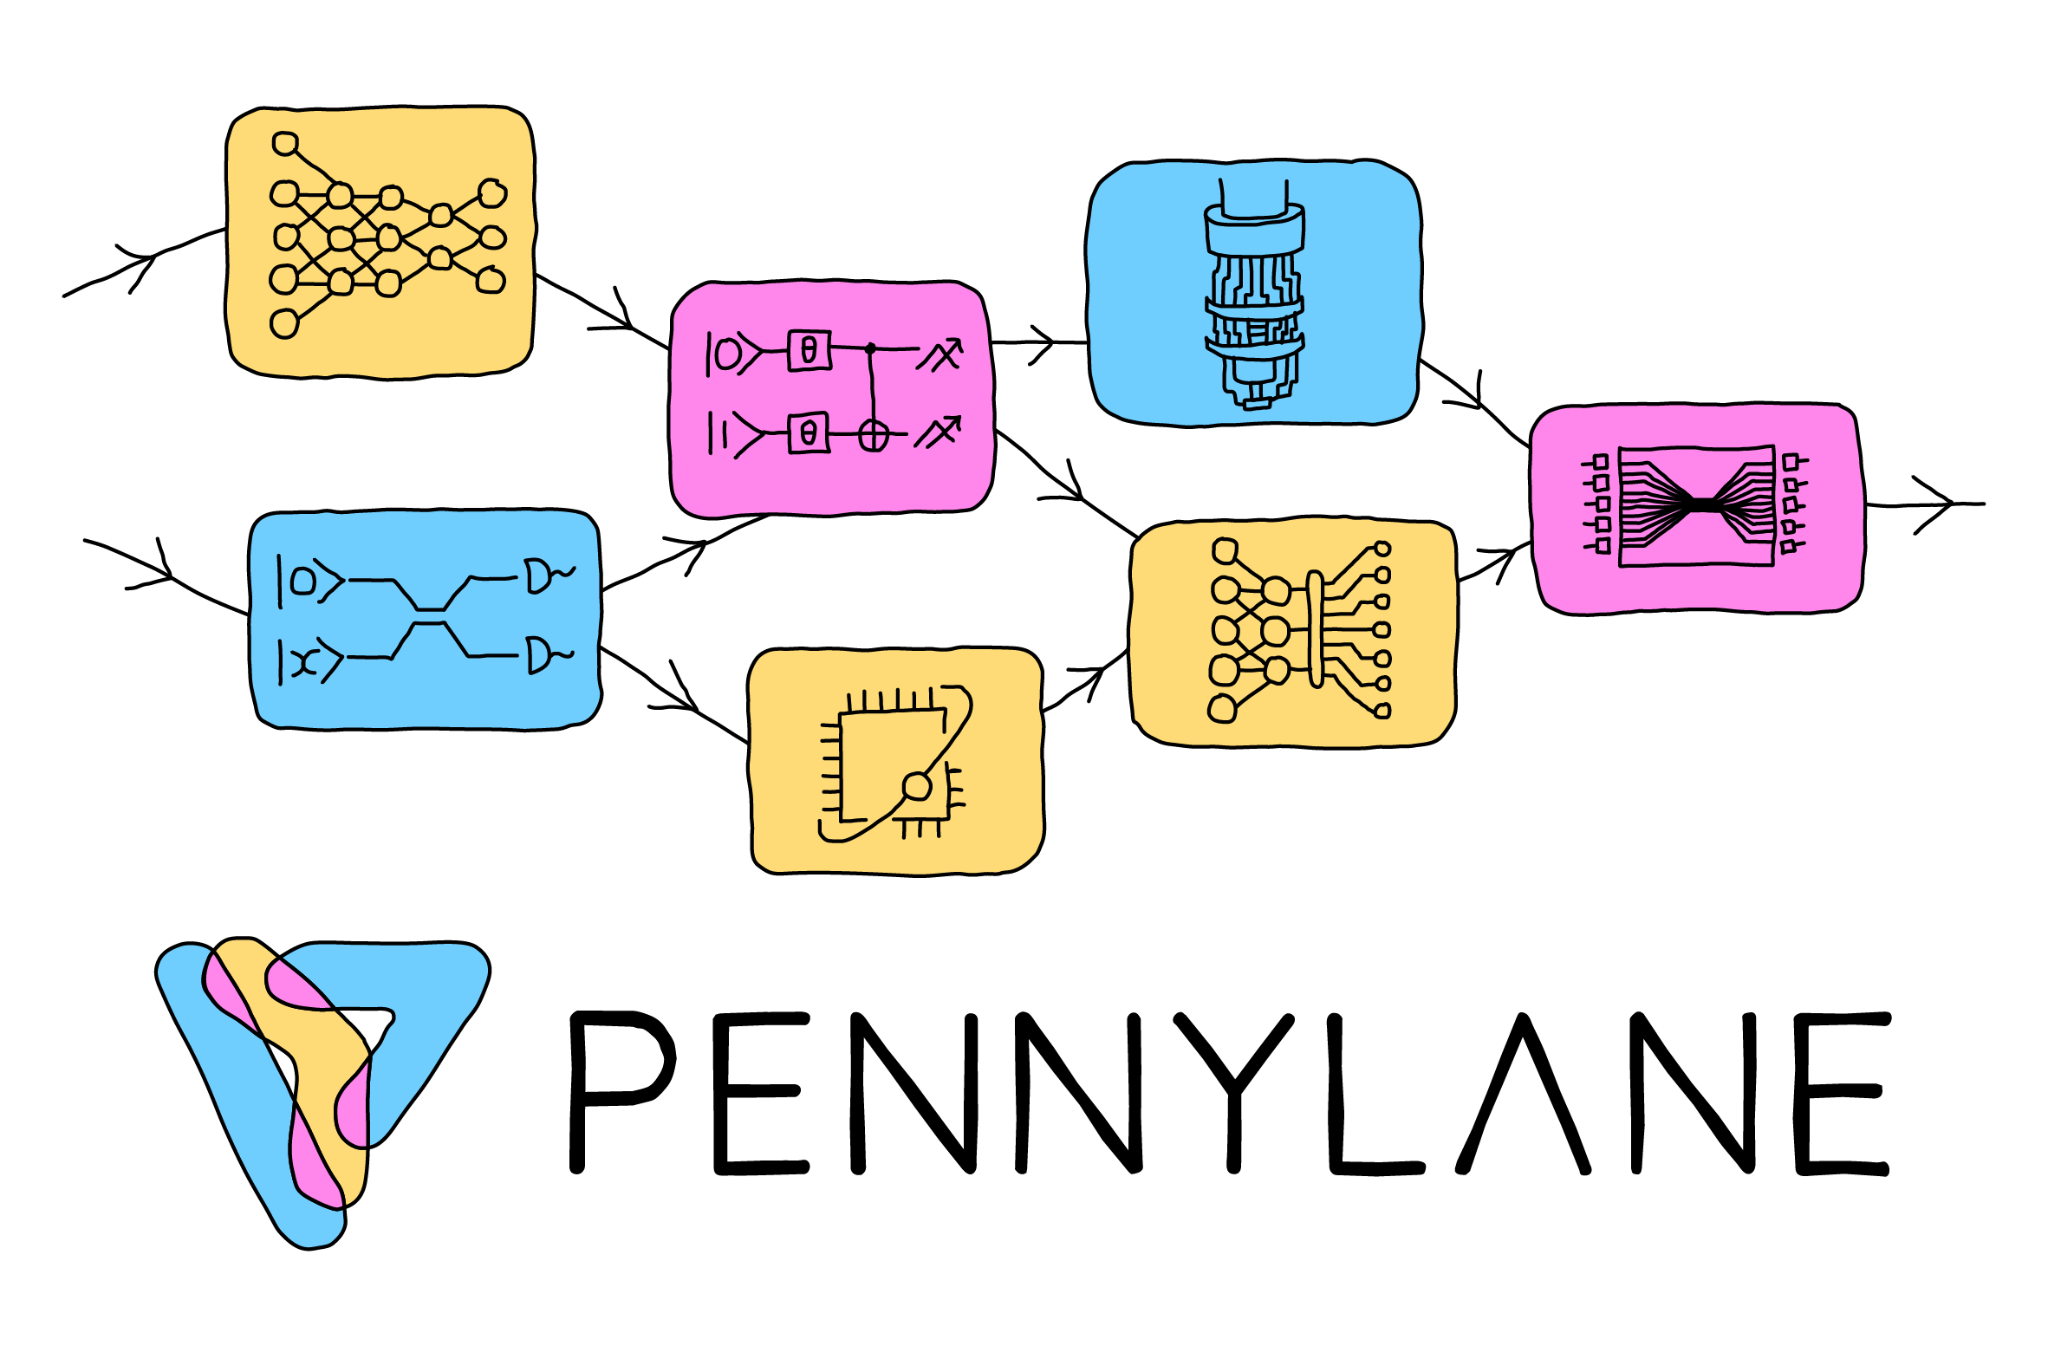 |0> θ
|1> θ
|0>
|x>
PENNYLANE